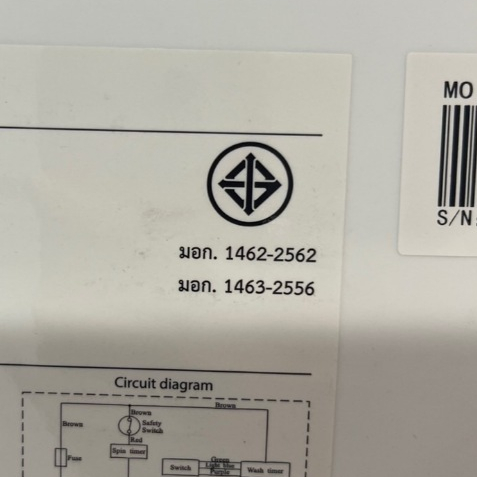 MO
S/N:
มอก. 1462-2562
มอก. 1463-2556
Circuit diagram
Brown
Brown
Brown
Safety
Switch
Rad
Spin timer
Fuse
Green
Light blue
Purple
Switch
Wash timer